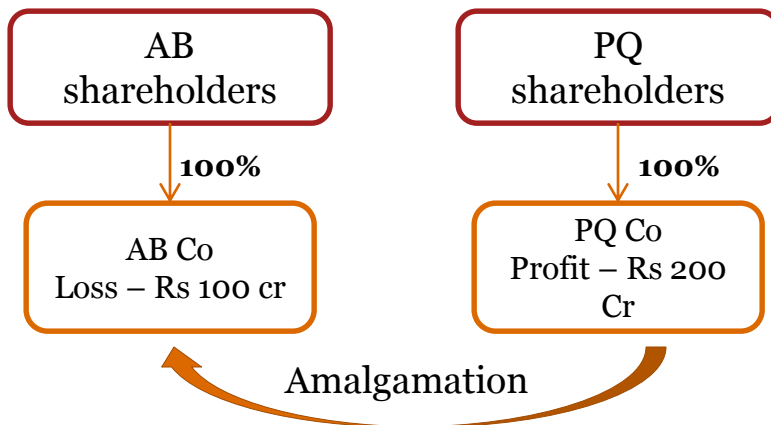 AB
shareholders
PQ
shareholders
100%
100%
AB Co
Loss – Rs 100 cr
PQ Co
Profit – Rs 200
Cr
Amalgamation